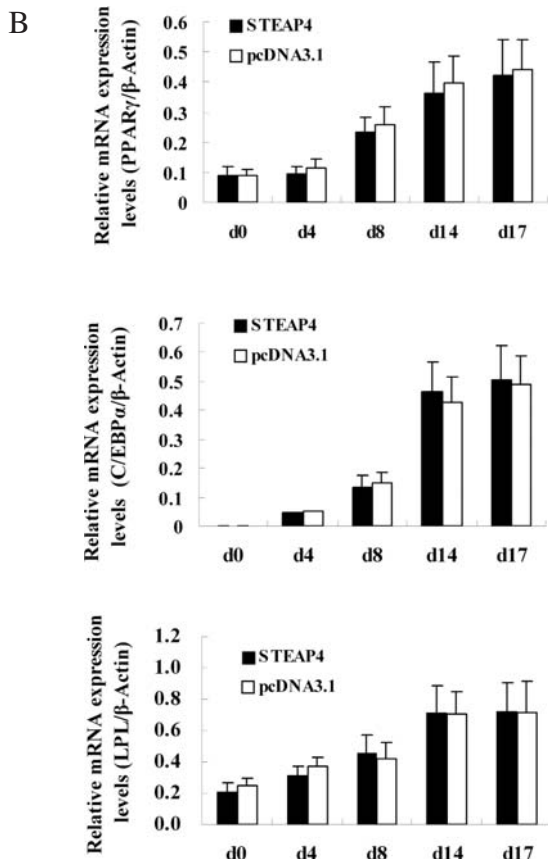 B
Relative mRNA expression
levels (PPARγ/β-Actin)
0.6
0.5
0.4
0.3
0.2
0.1
0
STEAP4
pcDNA3.1
d0 d4 d8 d14 d17
Relative mRNA expression
levels (C/EBPα/β-Actin)
0.7
0.6
0.5
0.4
0.3
0.2
0.1
0
STEAP4
pcDNA3.1
d0 d4 d8 d14 d17
Relative mRNA expression
levels (LPL/β-Actin)
1.2
1.0
0.8
0.6
0.4
0.2
0.0
STEAP4
pcDNA3.1
d0 d4 d8 d14 d17